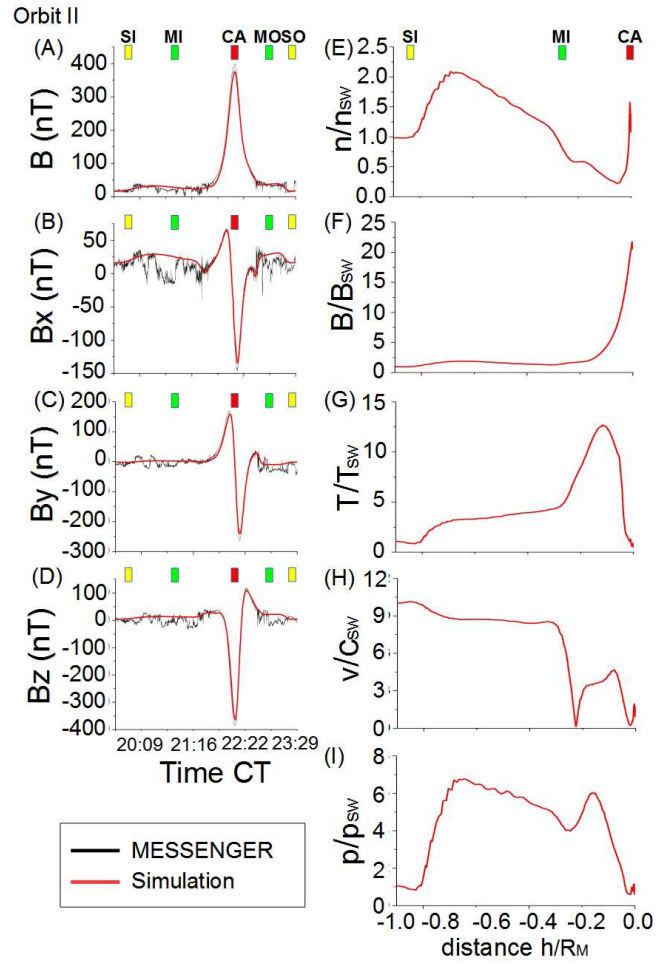 Orbit II
SI MI CA MO SO
(A)
B (nT)
400
300
200
100
0
(B)
Bx (nT)
50
0
-50
-100
-150
(C)
By (nT)
200
100
0
-100
-200
-300
(D)
Bz (nT)
100
0
-100
-200
-300
-400
20:09 21:16 22:22 23:29
Time CT
MESSENGER
Simulation
SI MI CA
(E)
n/nsw
2.5
2.0
1.5
1.0
0.5
0.0
(F)
B/Bsw
25
20
15
10
5
0
(G)
T/Tsw
15
10
5
0
(H)
v/csw
12
9
6
3
0
(I)
p/psw
8
6
4
2
0
-1.0 -0.8 -0.6 -0.4 -0.2 0.0
distance h/RM